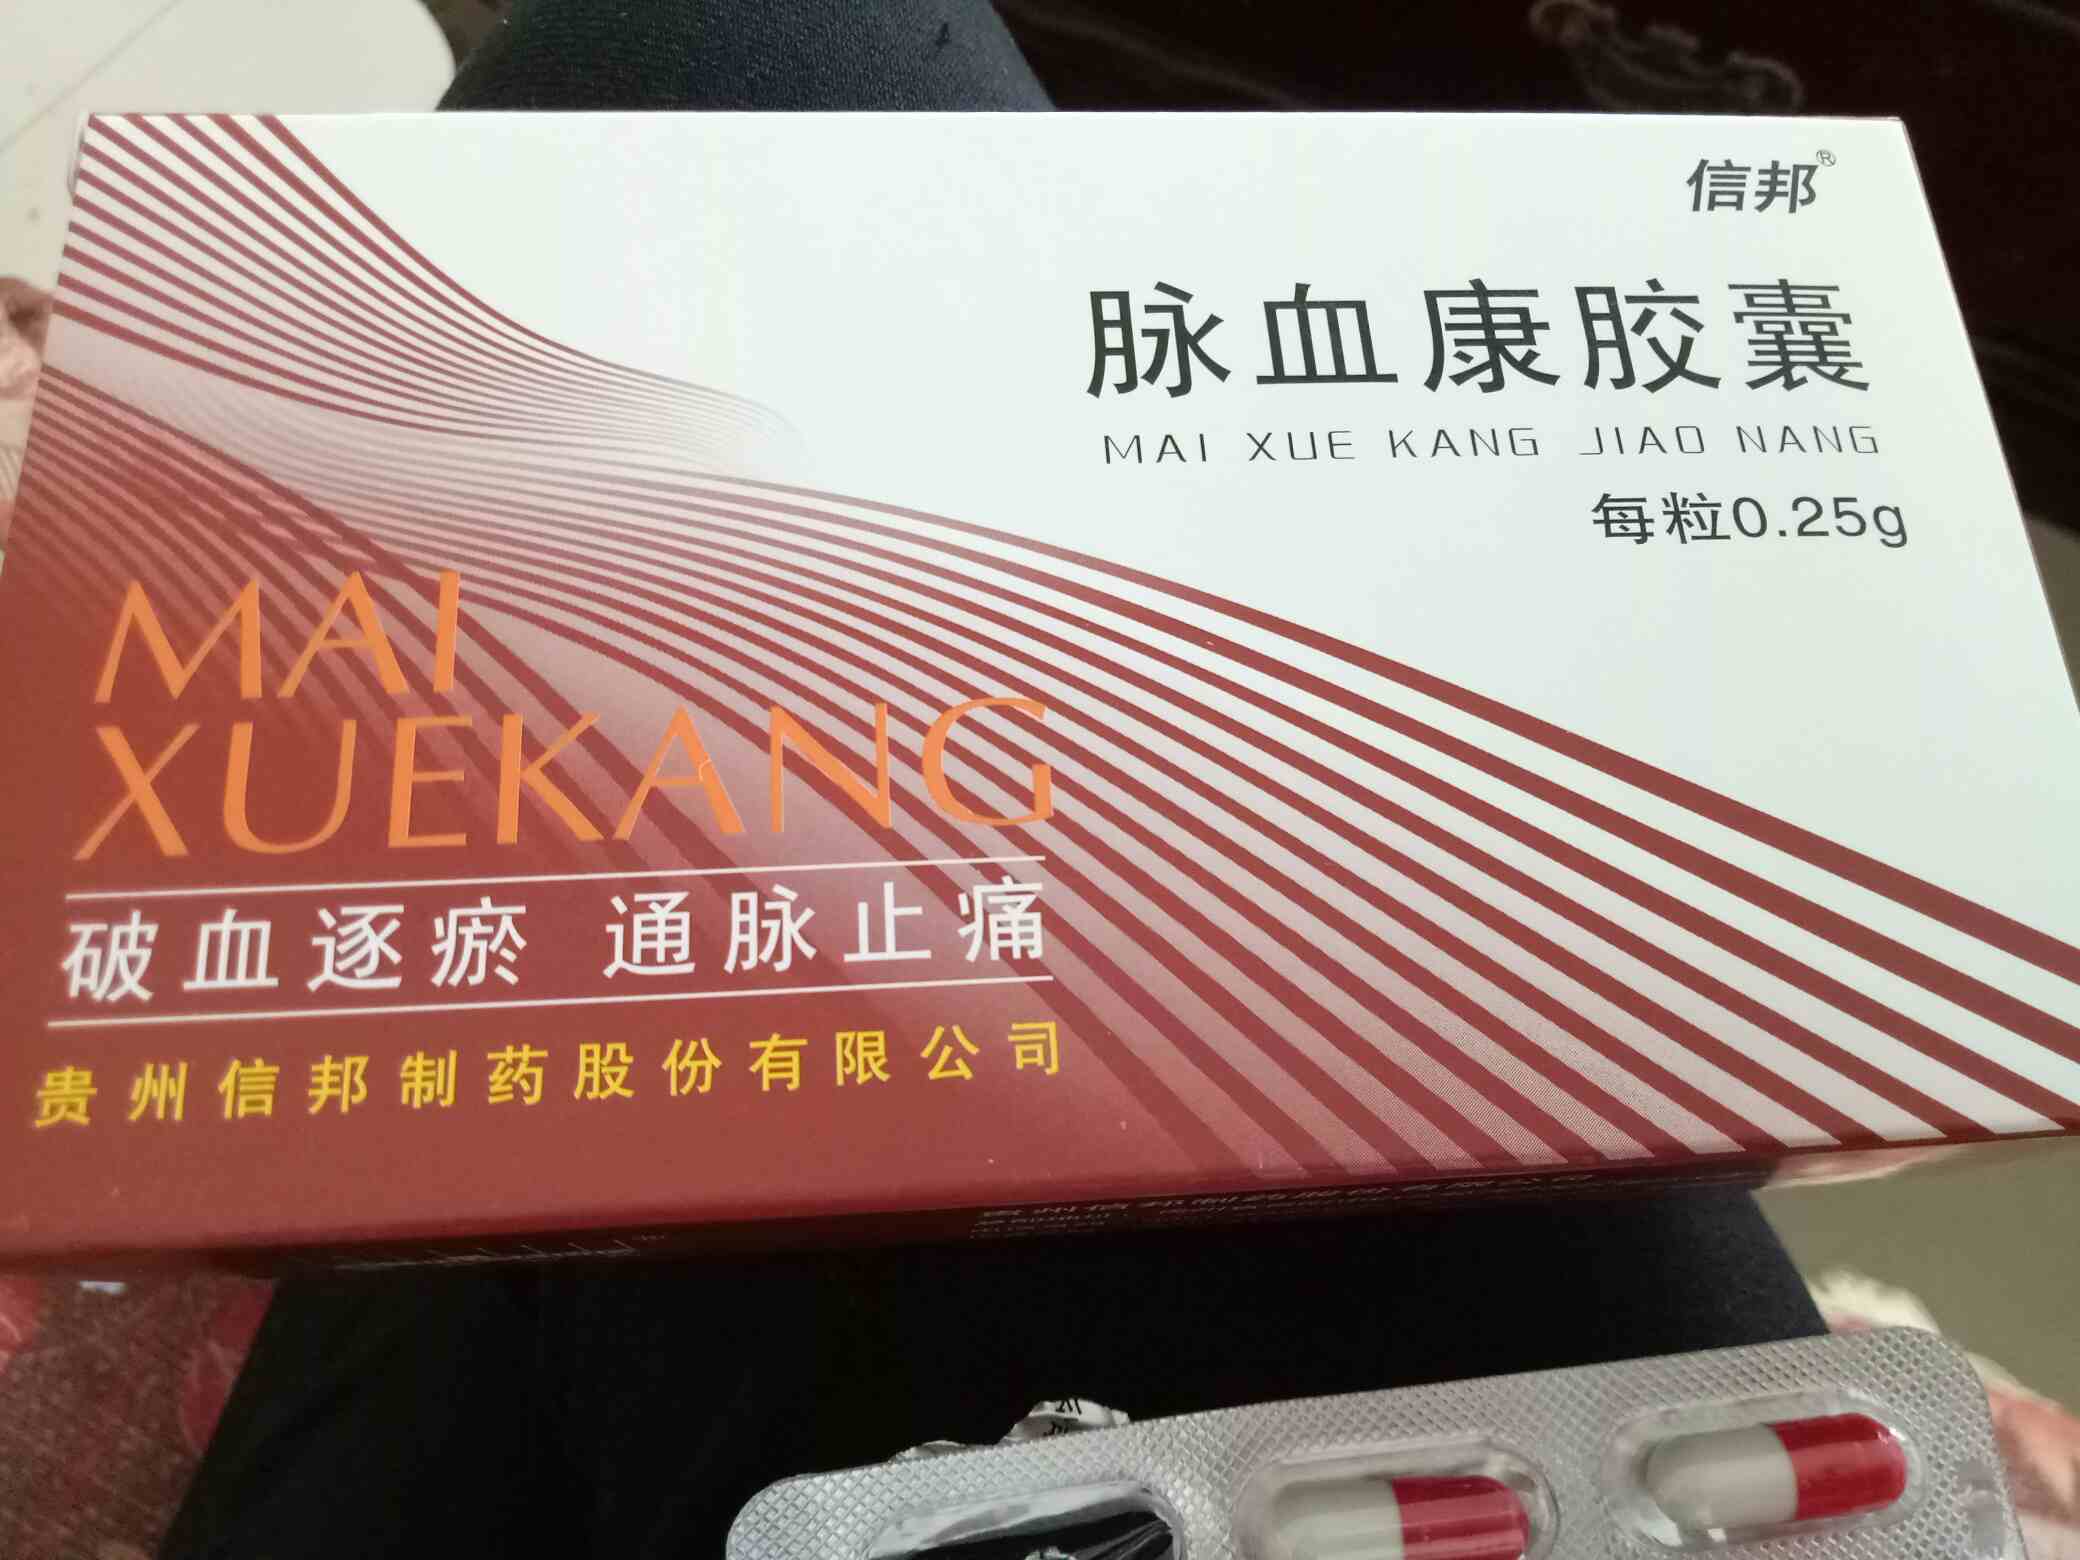 信邦®
脉血康胶囊
MAI XUE KANG JIAO NANG
每粒0.25g
MAI
XUEKANG
破血逐瘀 通脉止痛
贵州信邦制药股份有限公司